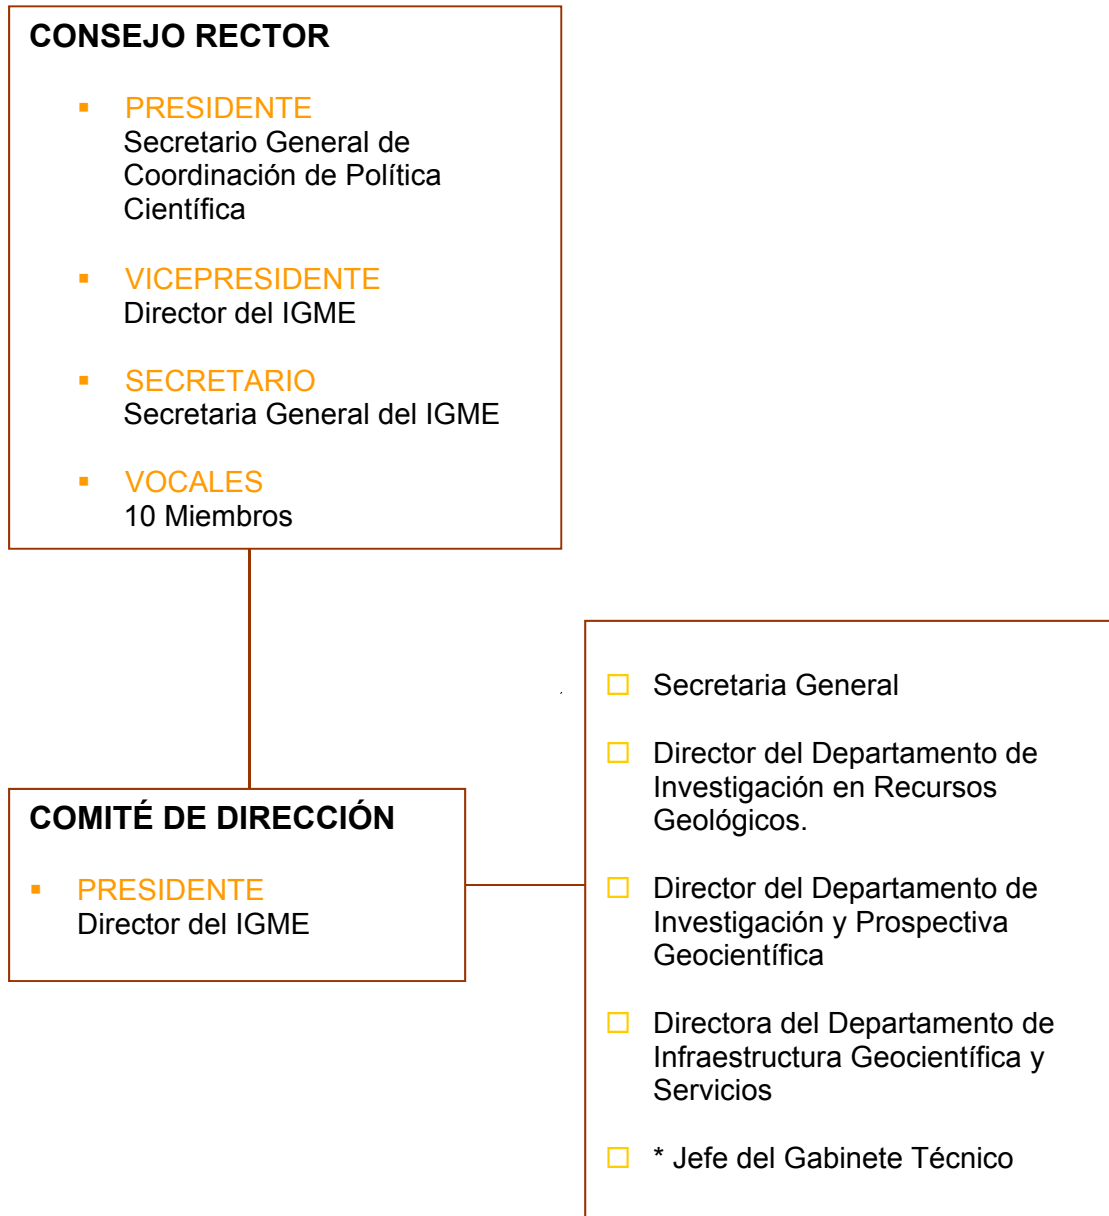 CONSEJO RECTOR
▪ PRESIDENTE
Secretario General de
Coordinación de Política
Científica
▪ VICEPRESIDENTE
Director del IGME
▪ SECRETARIO
Secretaria General del IGME
▪ VOCALES
10 Miembros
COMITÉ DE DIRECCIÓN
▪ PRESIDENTE
Director del IGME
□ Secretaria General
□ Director del Departamento de
Investigación en Recursos
Geológicos.
□ Director del Departamento de
Investigación y Prospectiva
Geocientífica
□ Directora del Departamento de
Infraestructura Geocientífica y
Servicios
□ * Jefe del Gabinete Técnico